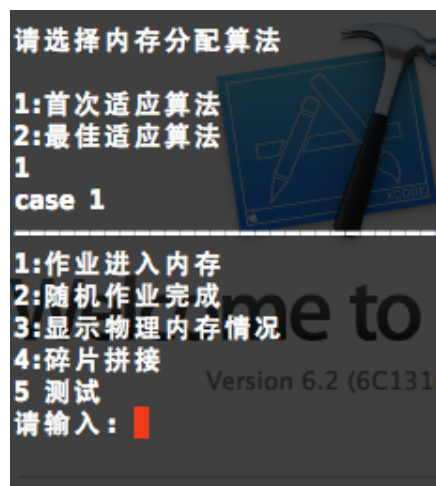 请选择内存分配算法
1:首次适应算法
2:最佳适应算法
1
case 1
--------------------------------
1:作业进入内存
2:随机作业完成
3:显示物理内存情况
Welcome to
4:碎片拼接
Version 6.2 (6C131
5 测试
请输入:
XCODE